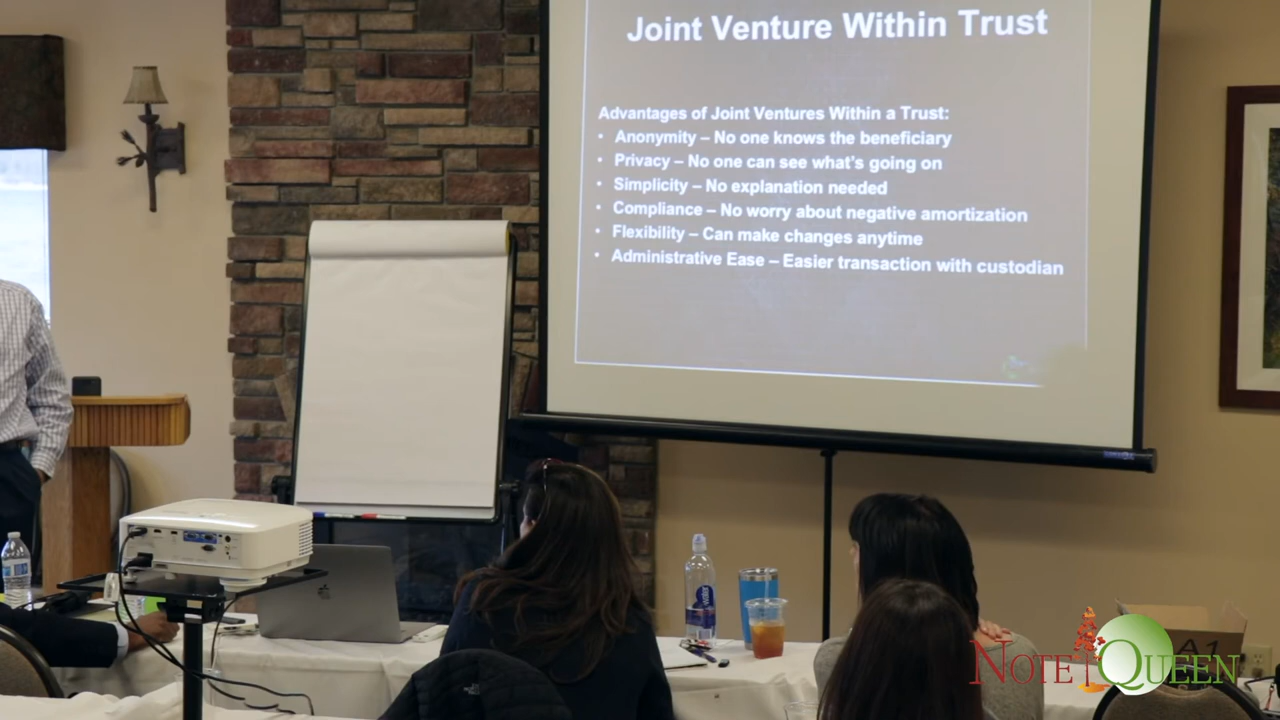 Joint Venture Within Trust
Advantages of Joint Ventures Within a Trust:
• Anonymity – No one knows the beneficiary
• Privacy – No one can see what's going on
• Simplicity – No explanation needed
• Compliance – No worry about negative amortization
• Flexibility – Can make changes anytime
• Administrative Ease – Easier transaction with custodian
A1
NOTE QUEEN